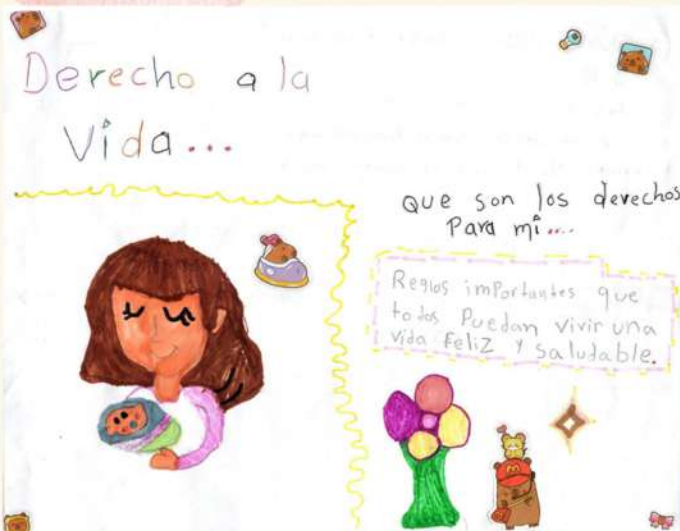 Derecho a la
Vida...
Que son los derechos
Para mi....
Reglas importantes que
todos Puedan vivir una
vida feliz y saludable.